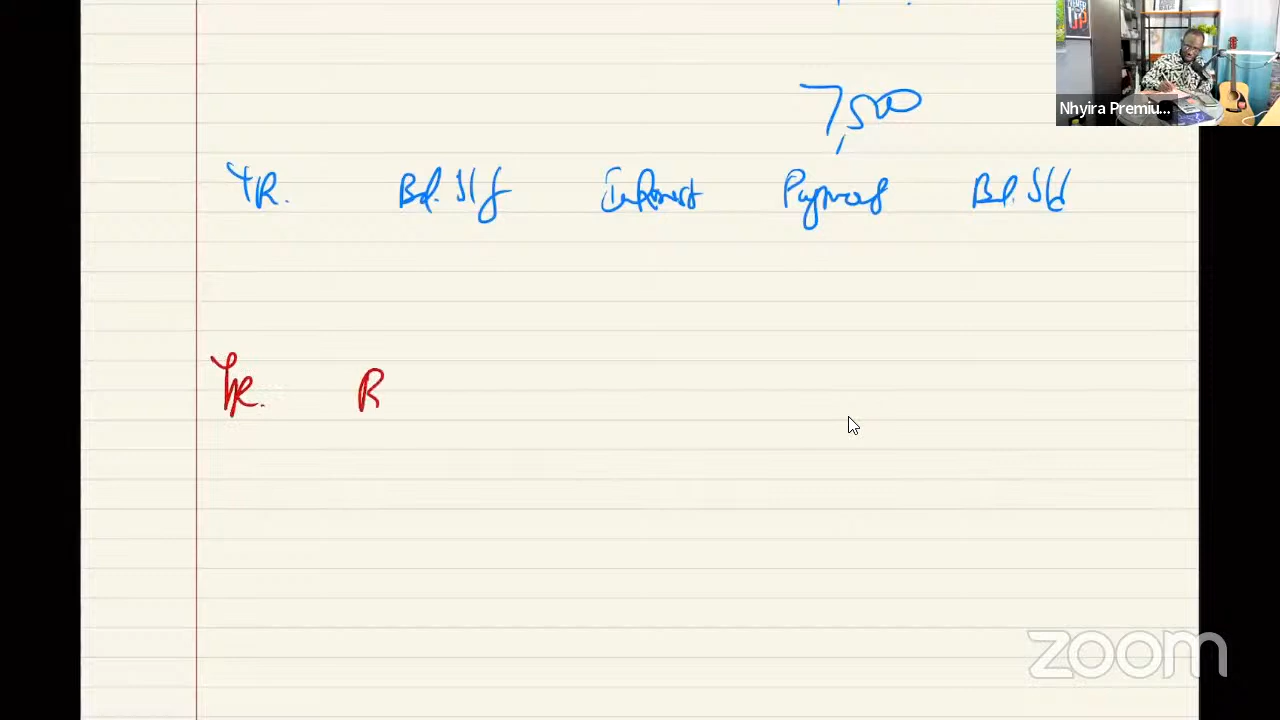 Nhyira Premiu...
7,500
YR. Bal. b/f Interest Payment Bal. c/d
YR. R
zoom